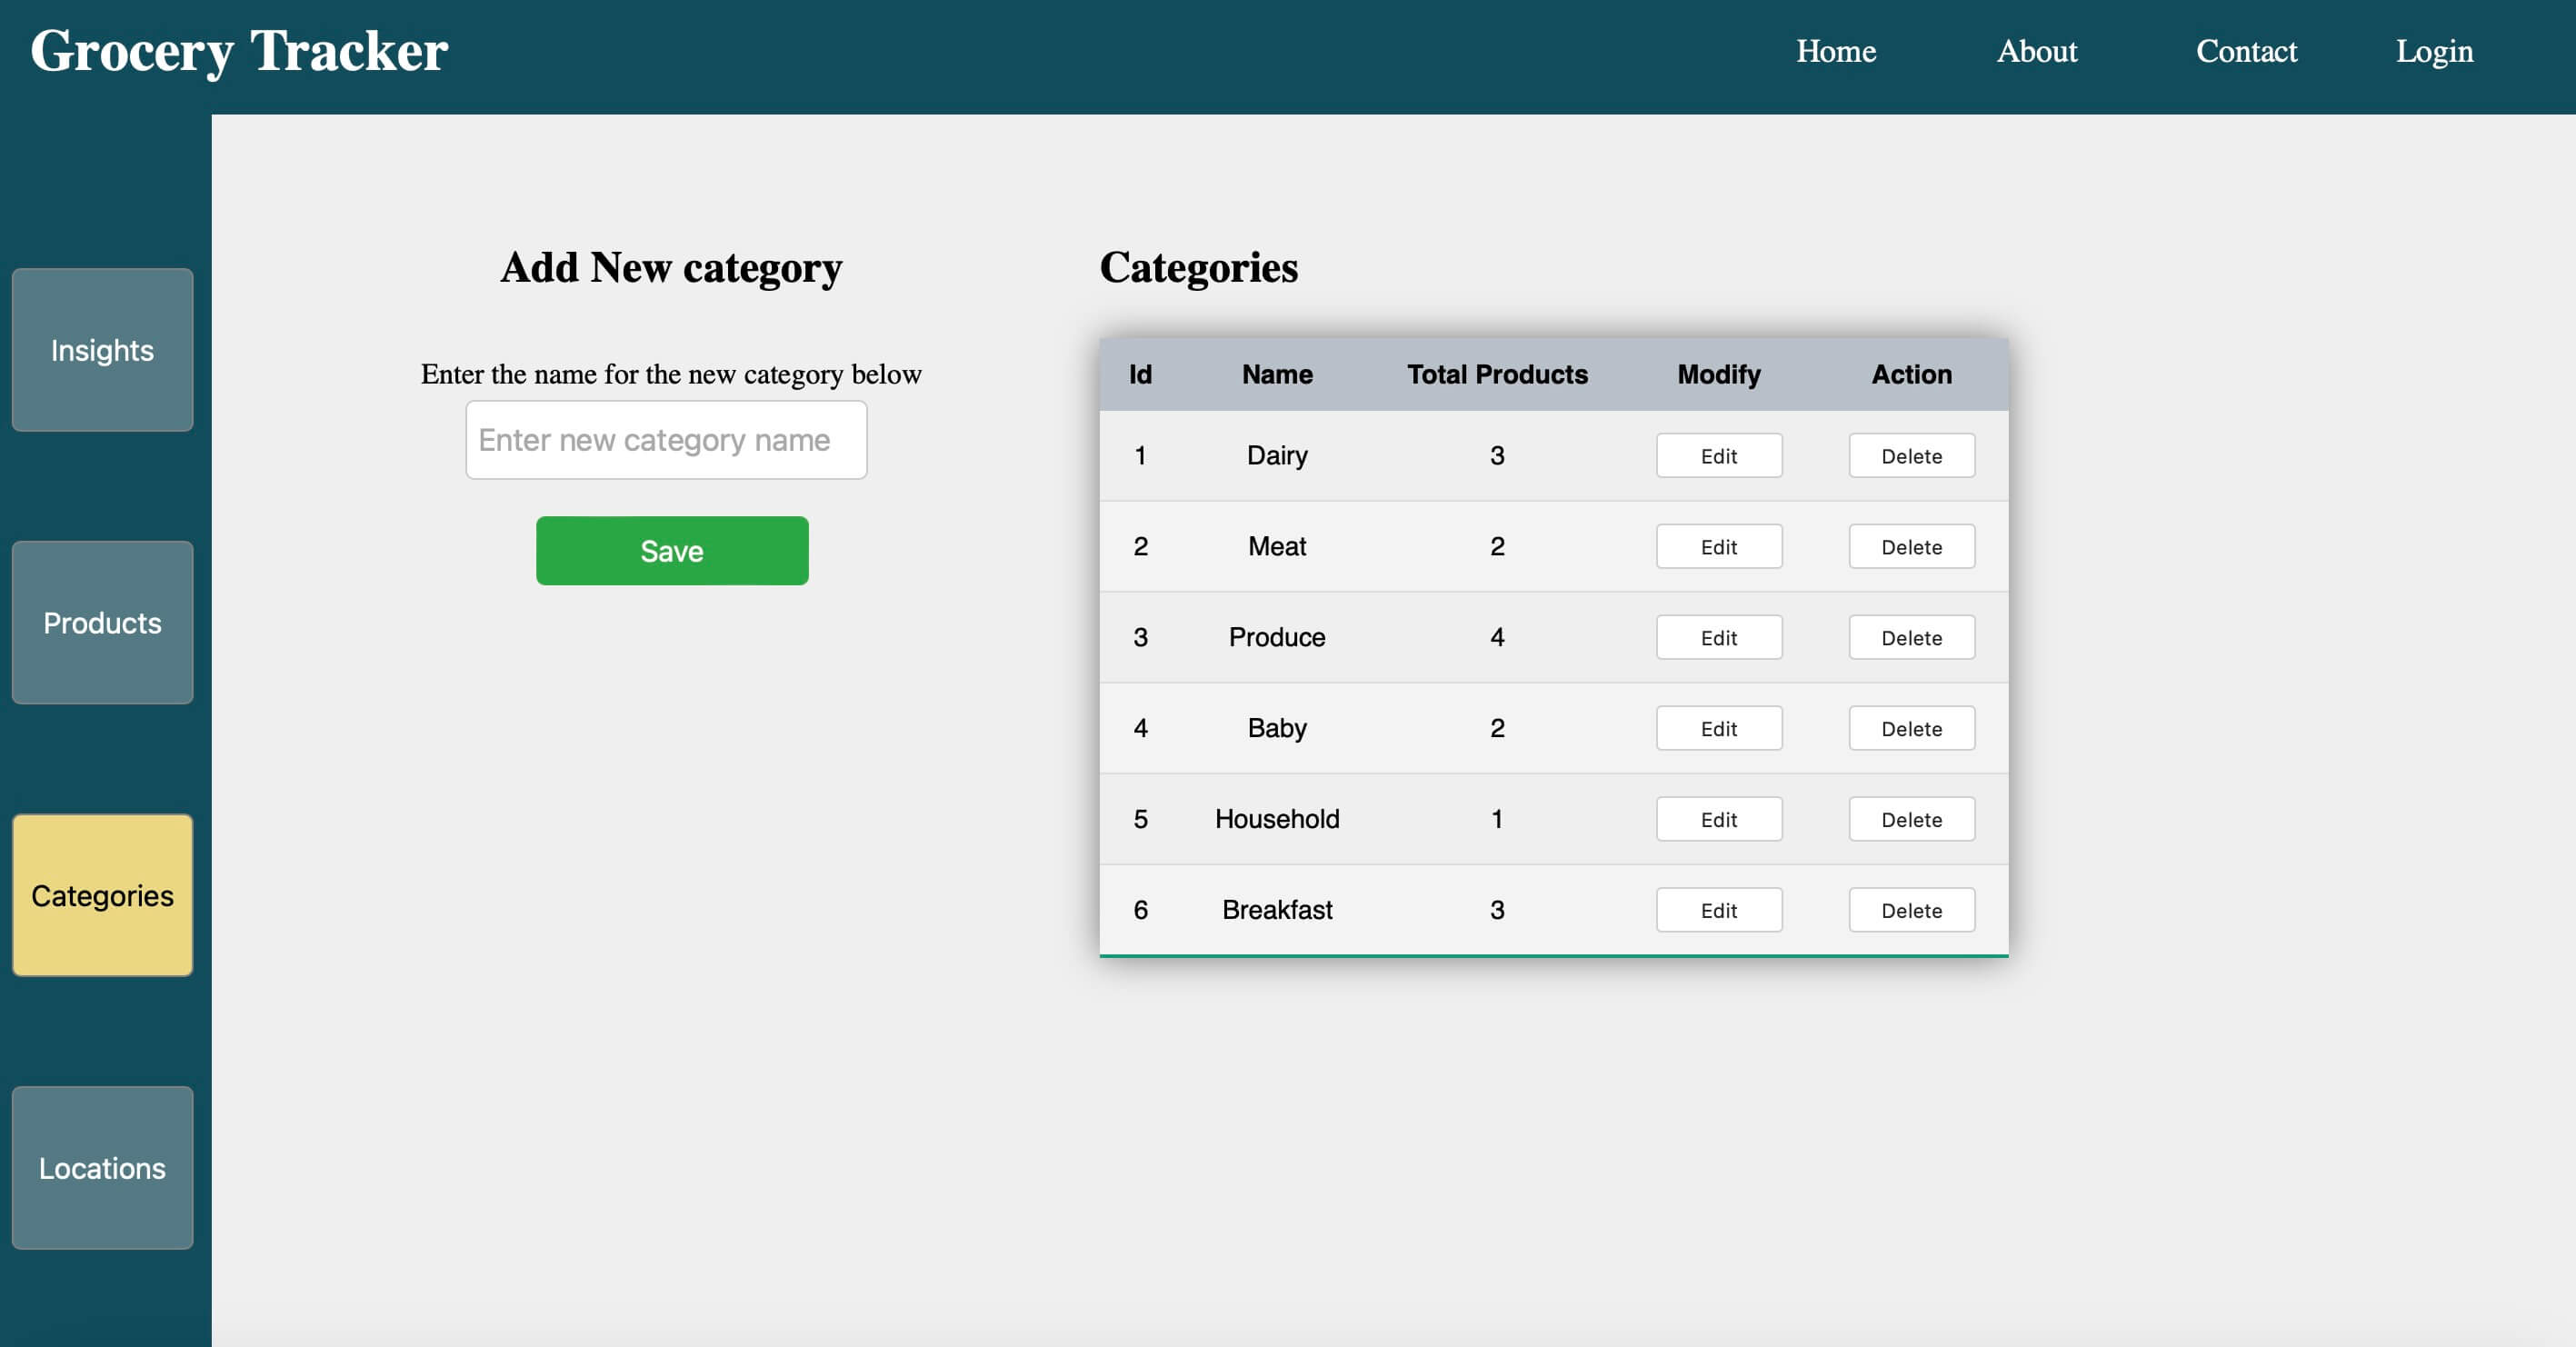 Grocery Tracker
Home About Contact Login
Insights
Products
Categories
Locations
Add New category
Enter the name for the new category below
Enter new category name
Save
Categories
Id Name Total Products Modify Action
1 Dairy 3 Edit Delete
2 Meat 2 Edit Delete
3 Produce 4 Edit Delete
4 Baby 2 Edit Delete
5 Household 1 Edit Delete
6 Breakfast 3 Edit Delete